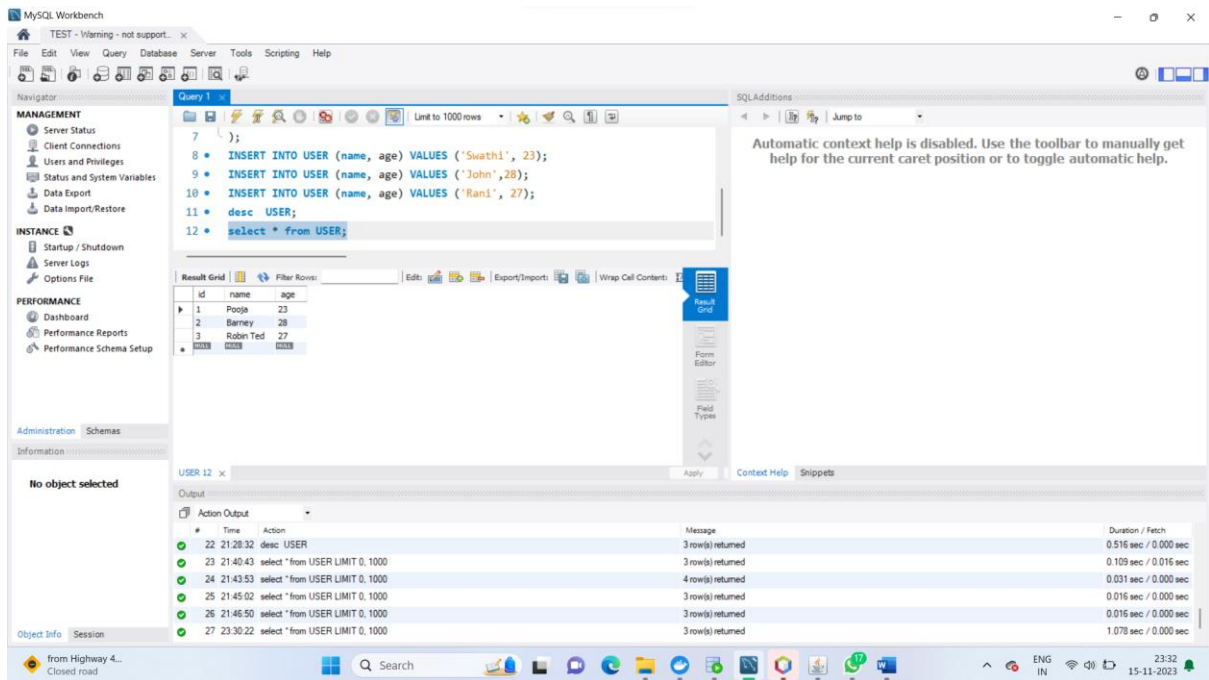 MySQL Workbench
TEST - Warning - not support... ×
File Edit View Query Database Server Tools Scripting Help
Navigator
MANAGEMENT
Server Status
Client Connections
Users and Privileges
Status and System Variables
Data Export
Data Import/Restore
INSTANCE
Startup / Shutdown
Server Logs
Options File
PERFORMANCE
Dashboard
Performance Reports
Performance Schema Setup
Administration Schemas
Information
No object selected
Object Info Session
Query 1 ×
Limit to 1000 rows
7 );
8 INSERT INTO USER (name, age) VALUES ('Swathi', 23);
9 INSERT INTO USER (name, age) VALUES ('John',28);
10 INSERT INTO USER (name, age) VALUES ('Rani', 27);
11 desc USER;
12 select * from USER;
Result Grid Filter Rows: Edit: Export/Import: Wrap Cell Content:
id name age
1 Pooja 23
2 Barney 28
3 Robin Ted 27
NULL NULL NULL
Result Grid
Form Editor
Field Types
USER 12 × Apply
SQLAdditions
Jump to
Automatic context help is disabled. Use the toolbar to manually get
help for the current caret position or to toggle automatic help.
Context Help Snippets
Output
Action Output
# Time Action Message Duration / Fetch
22 21:28:32 desc USER 3 row(s) returned 0.516 sec / 0.000 sec
23 21:40:43 select * from USER LIMIT 0, 1000 3 row(s) returned 0.109 sec / 0.016 sec
24 21:43:53 select * from USER LIMIT 0, 1000 4 row(s) returned 0.031 sec / 0.000 sec
25 21:45:02 select * from USER LIMIT 0, 1000 3 row(s) returned 0.016 sec / 0.000 sec
26 21:46:50 select * from USER LIMIT 0, 1000 3 row(s) returned 0.016 sec / 0.000 sec
27 23:30:22 select * from USER LIMIT 0, 1000 3 row(s) returned 1.078 sec / 0.000 sec
from Highway 4...
Closed road
Search
17
ENG
IN
23:32
15-11-2023